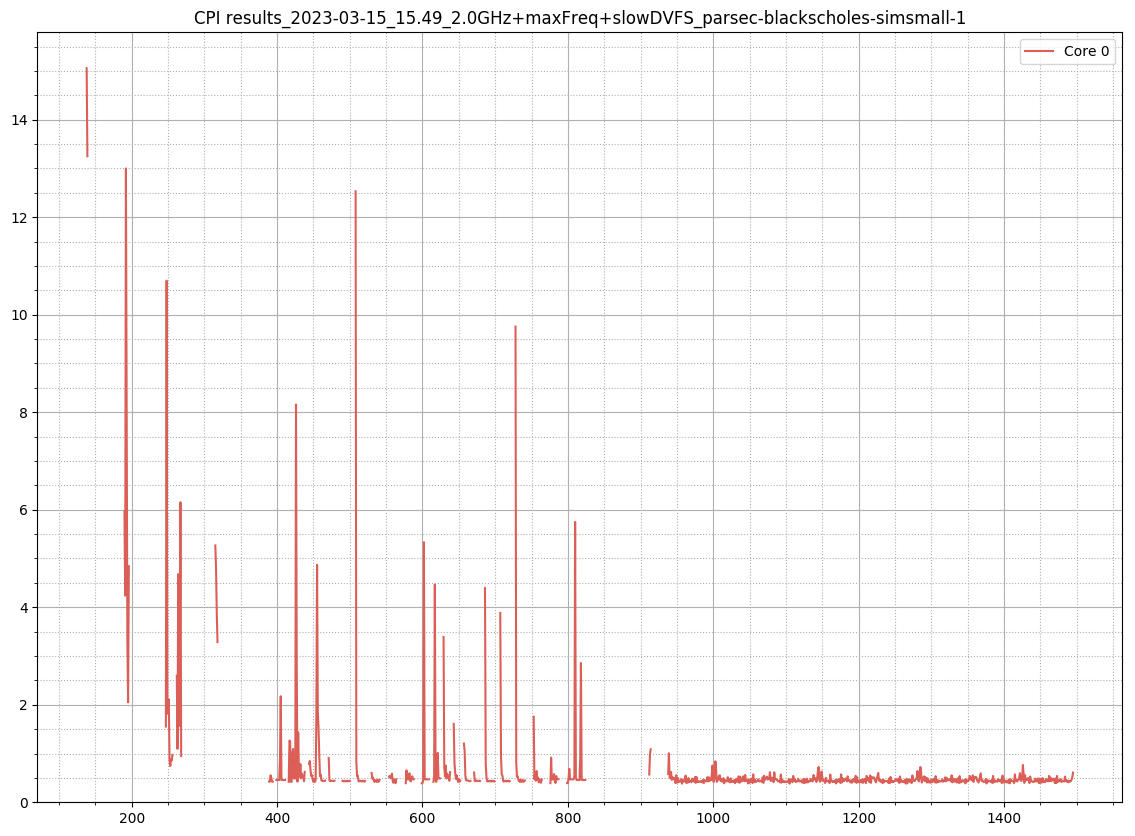 CPI results_2023-03-15_15.49_2.0GHz+maxFreq+slowDVFS_parsec-blackscholes-simsmall-1
Core 0
14
12
10
8
6
4
2
0
200 400 600 800 1000 1200 1400